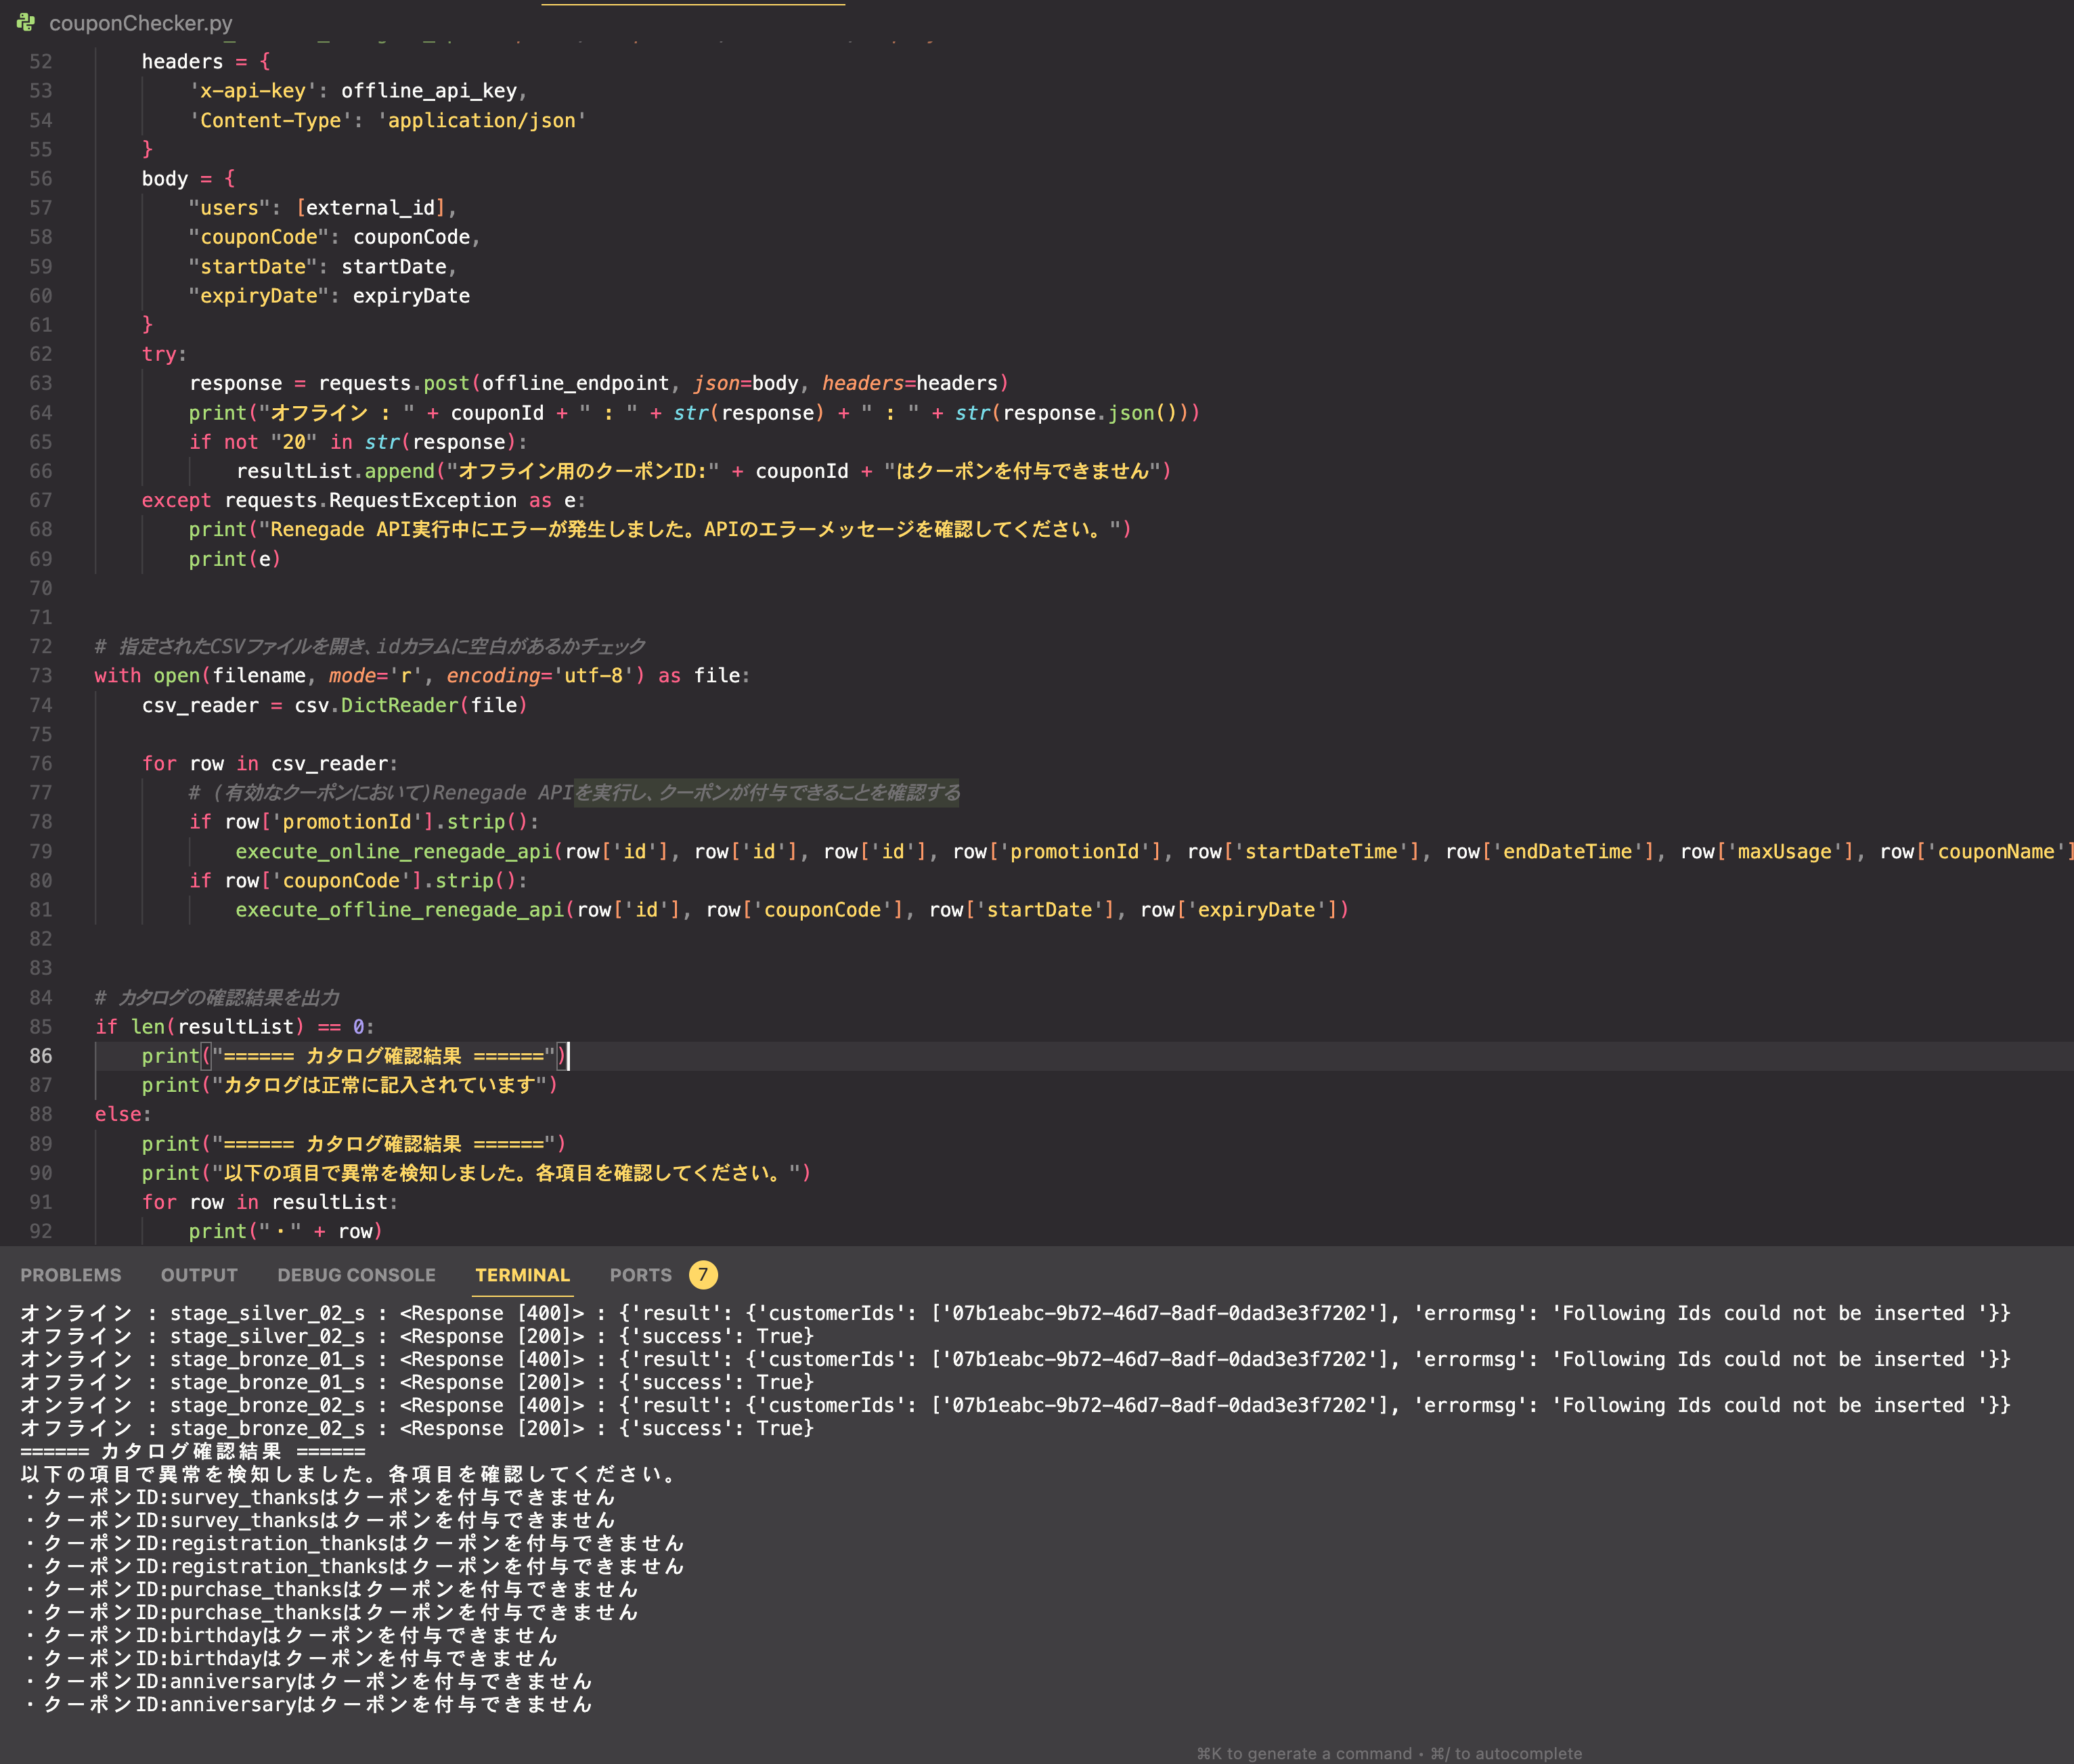 couponChecker.py
52 headers = {
53 'x-api-key': offline_api_key,
54 'Content-Type': 'application/json'
55 }
56 body = {
57 "users": [external_id],
58 "couponCode": couponCode,
59 "startDate": startDate,
60 "expiryDate": expiryDate
61 }
62 try:
63 response = requests.post(offline_endpoint, json=body, headers=headers)
64 print("オフライン : " + couponId + " : " + str(response) + " : " + str(response.json()))
65 if not "20" in str(response):
66 resultList.append("オフライン用のクーポンID:" + couponId + "はクーポンを付与できません")
67 except requests.RequestException as e:
68 print("Renegade API実行中にエラーが発生しました。APIのエラーメッセージを確認してください。")
69 print(e)
70
71
72 # 指定されたCSVファイルを開き、idカラムに空白があるかチェック
73 with open(filename, mode='r', encoding='utf-8') as file:
74 csv_reader = csv.DictReader(file)
75
76 for row in csv_reader:
77 # (有効なクーポンにおいて)Renegade APIを実行し、クーポンが付与できることを確認する
78 if row['promotionId'].strip():
79 execute_online_renegade_api(row['id'], row['id'], row['id'], row['promotionId'], row['startDateTime'], row['endDateTime'], row['maxUsage'], row['couponName']
80 if row['couponCode'].strip():
81 execute_offline_renegade_api(row['id'], row['couponCode'], row['startDate'], row['expiryDate'])
82
83
84 # カタログの確認結果を出力
85 if len(resultList) == 0:
86 print("====== カタログ確認結果 ======")
87 print("カタログは正常に記入されています")
88 else:
89 print("====== カタログ確認結果 ======")
90 print("以下の項目で異常を検知しました。各項目を確認してください。")
91 for row in resultList:
92 print("・" + row)
PROBLEMS OUTPUT DEBUG CONSOLE TERMINAL PORTS 7
オンライン : stage_silver_02_s : <Response [400]> : {'result': {'customerIds': ['07b1eabc-9b72-46d7-8adf-0dad3e3f7202'], 'errormsg': 'Following Ids could not be inserted '}}
オフライン : stage_silver_02_s : <Response [200]> : {'success': True}
オンライン : stage_bronze_01_s : <Response [400]> : {'result': {'customerIds': ['07b1eabc-9b72-46d7-8adf-0dad3e3f7202'], 'errormsg': 'Following Ids could not be inserted '}}
オフライン : stage_bronze_01_s : <Response [200]> : {'success': True}
オンライン : stage_bronze_02_s : <Response [400]> : {'result': {'customerIds': ['07b1eabc-9b72-46d7-8adf-0dad3e3f7202'], 'errormsg': 'Following Ids could not be inserted '}}
オフライン : stage_bronze_02_s : <Response [200]> : {'success': True}
====== カタログ確認結果 ======
以下の項目で異常を検知しました。各項目を確認してください。
・クーポンID:survey_thanksはクーポンを付与できません
・クーポンID:survey_thanksはクーポンを付与できません
・クーポンID:registration_thanksはクーポンを付与できません
・クーポンID:registration_thanksはクーポンを付与できません
・クーポンID:purchase_thanksはクーポンを付与できません
・クーポンID:purchase_thanksはクーポンを付与できません
・クーポンID:birthdayはクーポンを付与できません
・クーポンID:birthdayはクーポンを付与できません
・クーポンID:anniversaryはクーポンを付与できません
・クーポンID:anniversaryはクーポンを付与できません
⌘K to generate a command • ⌘/ to autocomplete